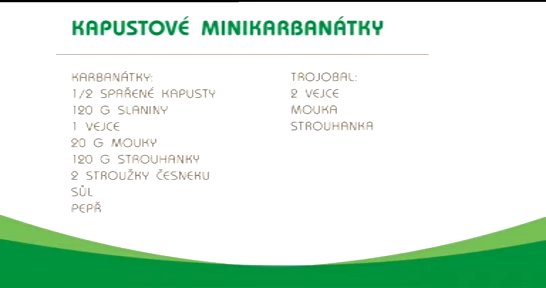 KAPUSTOVÉ MINIKARBANÁTKY
KARBANÁTKY:
1/2 SPAŘENÉ KAPUSTY
120 G SLANINY
1 VEJCE
20 G MOUKY
120 G STROUHANKY
2 STROUŽKY ČESNEKU
SŮL
PEPŘ
TROJOBAL:
2 VEJCE
MOUKA
STROUHANKA